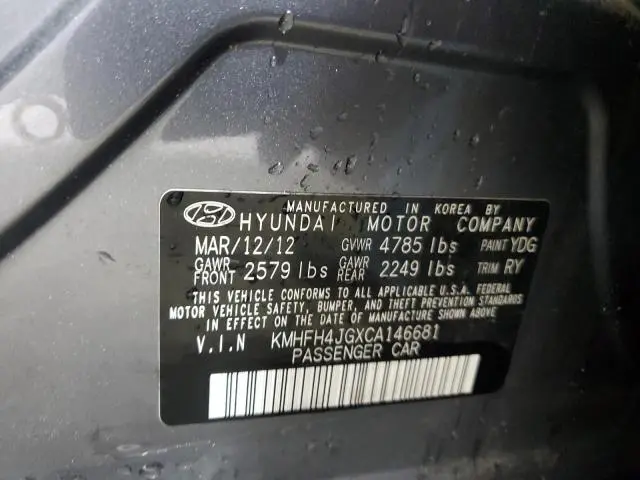 MANUFACTURED IN KOREA BY
HYUNDAI MOTOR COMPANY
MAR/12/12 GVWR 4785 lbs PAINT YDG
GAWR FRONT 2579 lbs GAWR REAR 2249 lbs TRIM RY
THIS VEHICLE CONFORMS TO ALL APPLICABLE U.S.A. FEDERAL
MOTOR VEHICLE SAFETY, BUMPER, AND THEFT PREVENTION STANDARDS
IN EFFECT ON THE DATE OF MANUFACTURE SHOWN ABOVE
V.I.N KMHFH4JGXCA146681
PASSENGER CAR